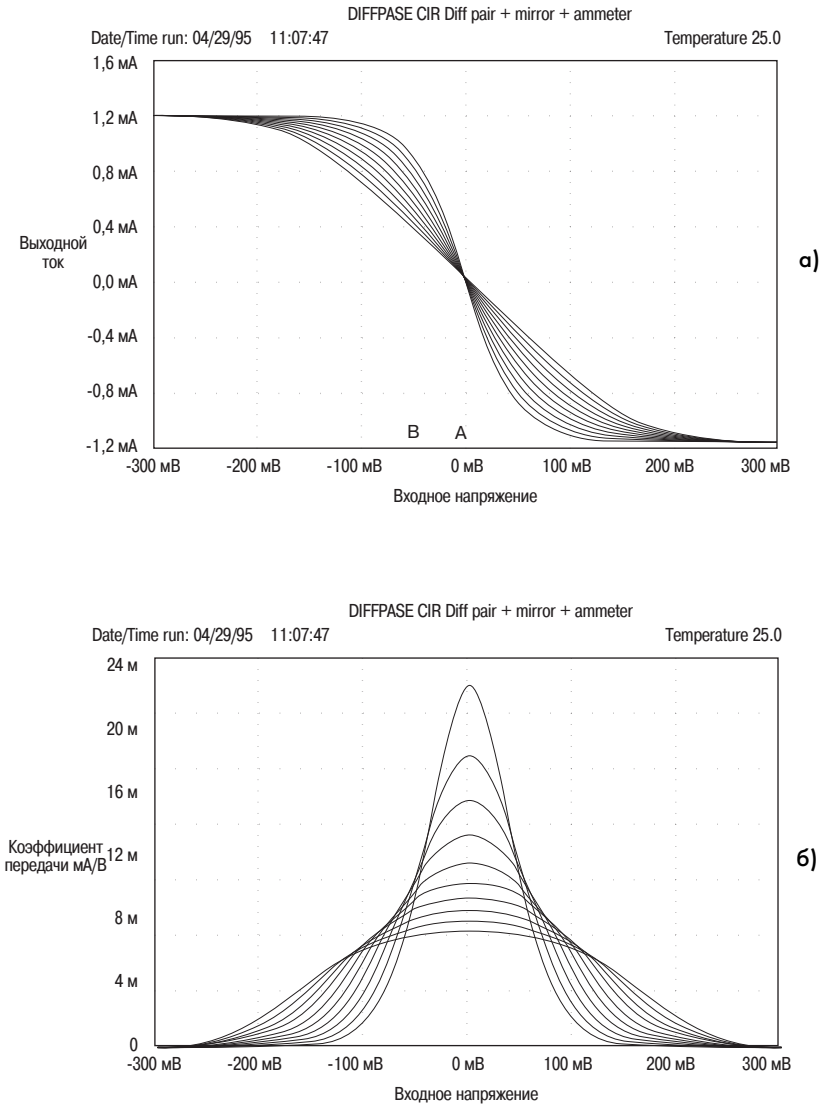 DIFFPASE CIR Diff pair + mirror + ammeter
Date/Time run: 04/29/95 11:07:47 Temperature 25.0
1,6 мА
1,2 мА
0,8 мА
0,4 мА
Выходной
ток
0,0 мА
а)
-0,4 мА
-0,8 мА
B A
-1,2 мА
-300 мВ -200 мВ -100 мВ 0 мВ 100 мВ 200 мВ 300 мВ
Входное напряжение
DIFFPASE CIR Diff pair + mirror + ammeter
Date/Time run: 04/29/95 11:07:47 Temperature 25.0
24 м
20 м
16 м
Коэффициент
передачи мА/В
12 м
б)
8 м
4 м
0
-300 мВ -200 мВ -100 мВ 0 мВ 100 мВ 200 мВ 300 мВ
Входное напряжение